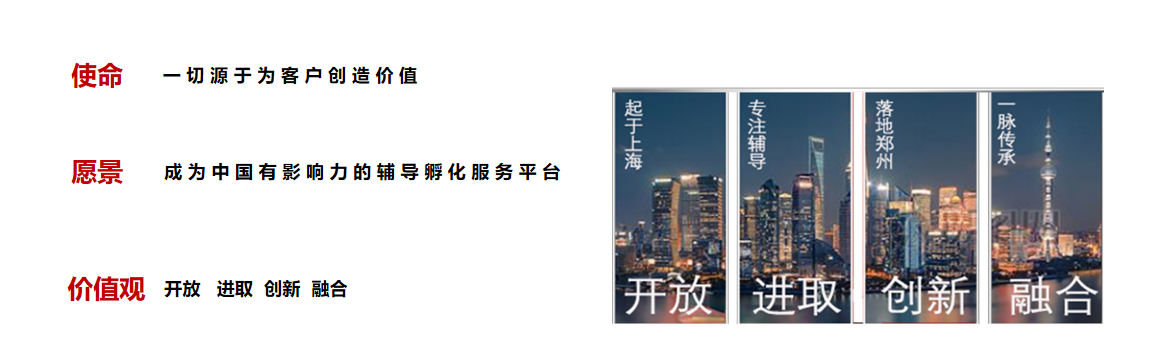 使命
一切源于为客户创造价值
愿景
成为中国有影响力的辅导孵化服务平台
价值观
开放 进取 创新 融合
起于上海
开放
专注辅导
进取
落地郑州
创新
一脉传承
融合